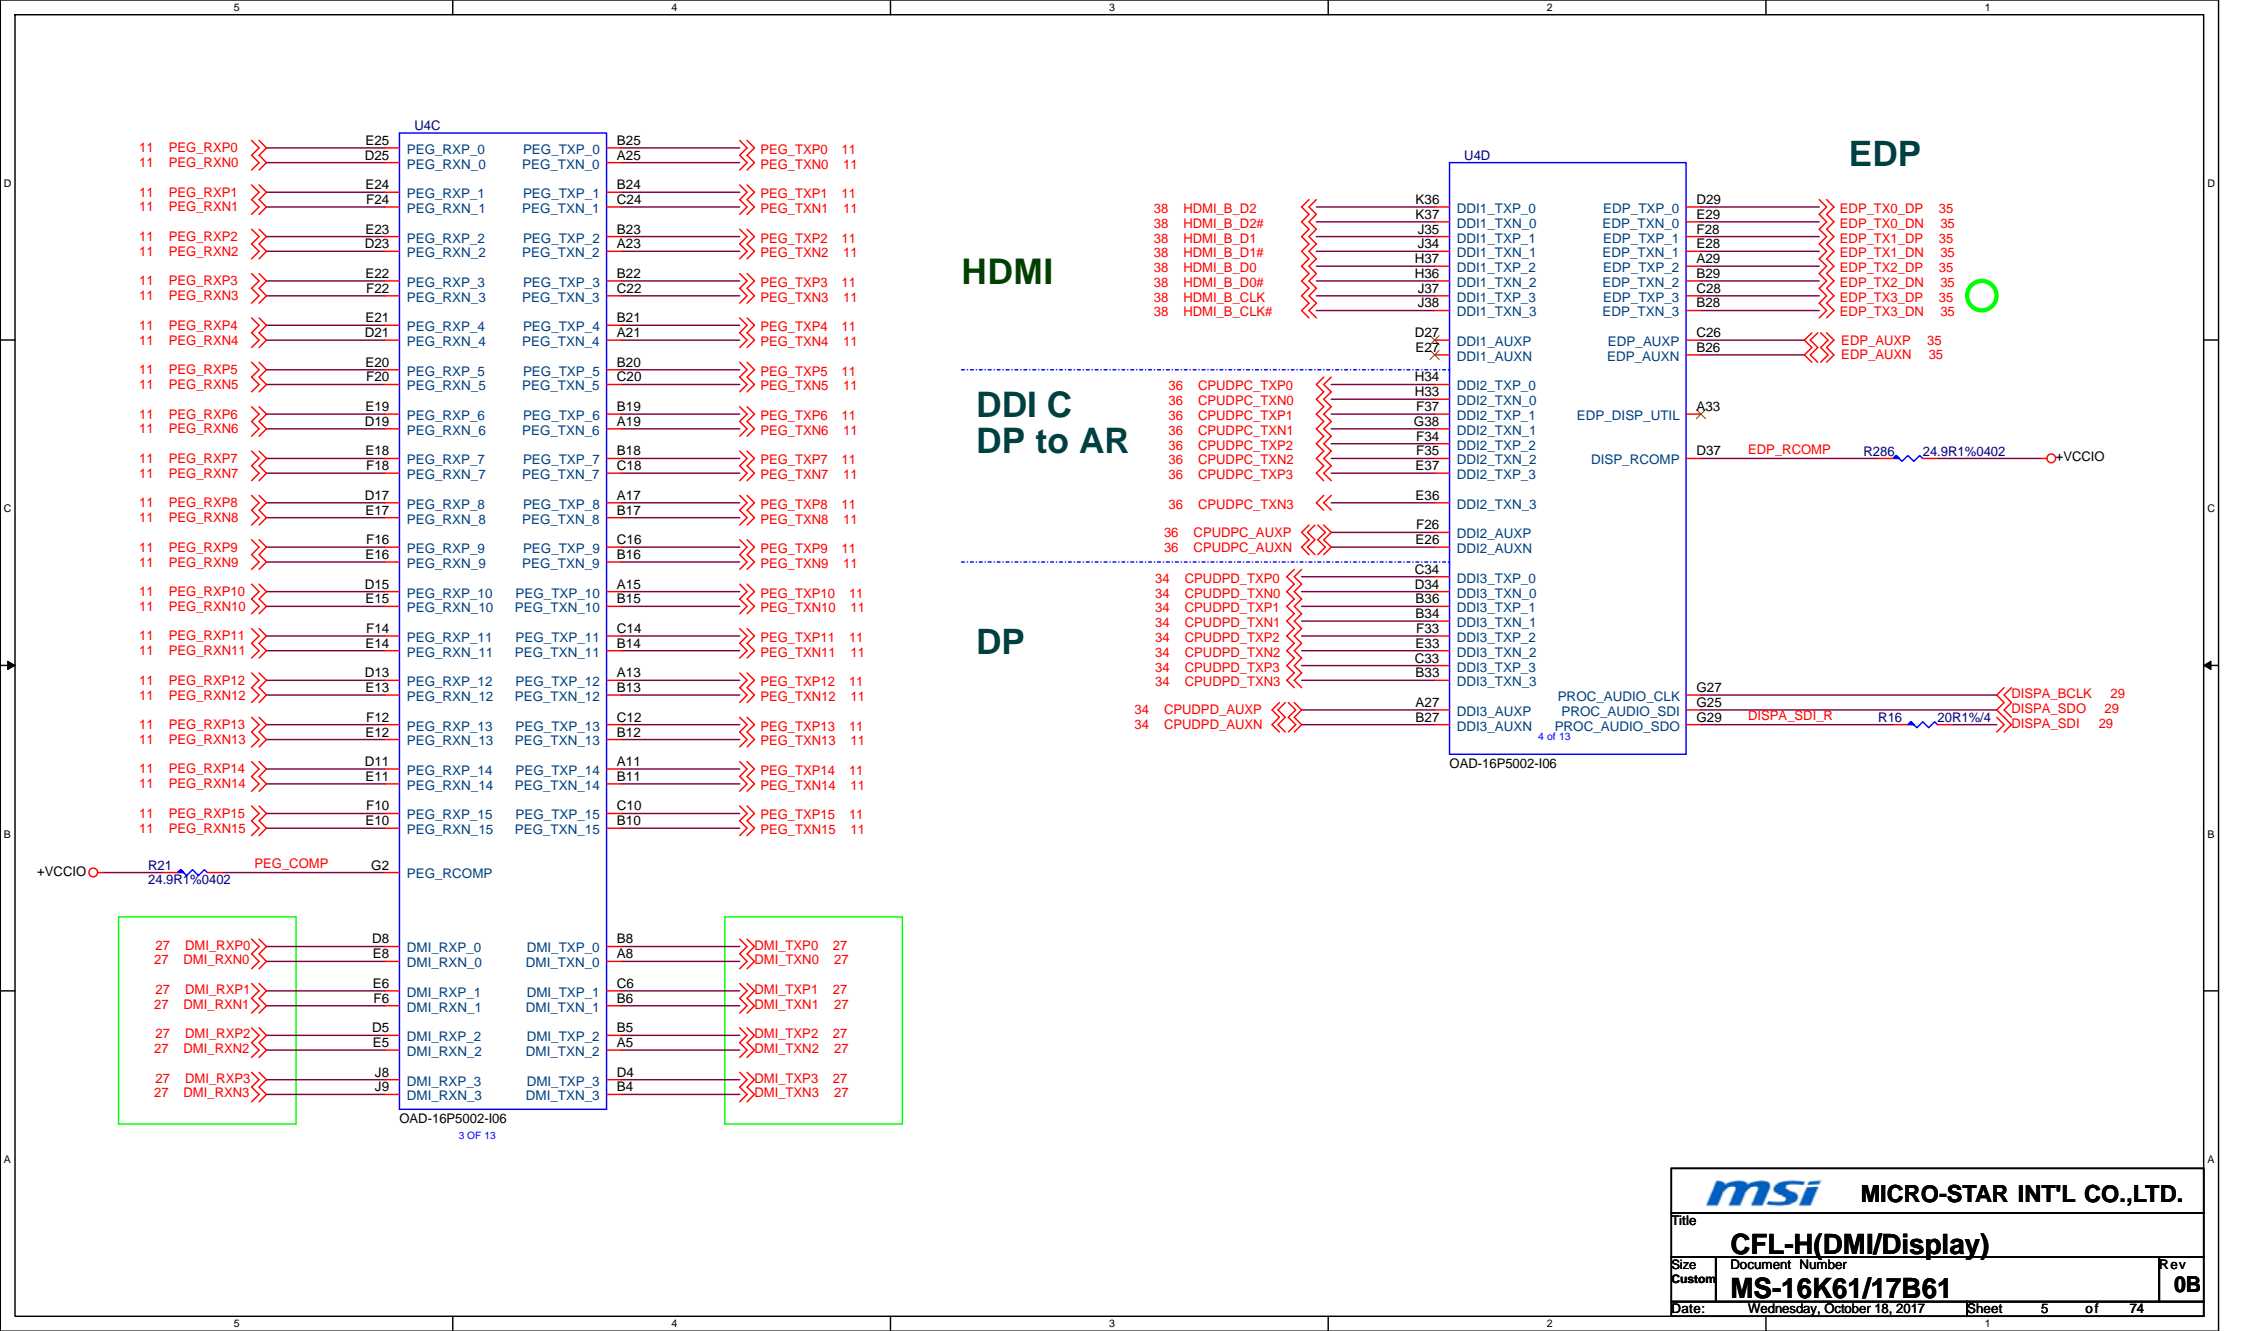 5 4 3 2 1
D
C
B
A
D
C
B
A
U4C
11 PEG_RXP0 E25 PEG_RXP_0 PEG_TXP_0 B25 PEG_TXP0 11
11 PEG_RXN0 D25 PEG_RXN_0 PEG_TXN_0 A25 PEG_TXN0 11
11 PEG_RXP1 E24 PEG_RXP_1 PEG_TXP_1 B24 PEG_TXP1 11
11 PEG_RXN1 F24 PEG_RXN_1 PEG_TXN_1 C24 PEG_TXN1 11
11 PEG_RXP2 E23 PEG_RXP_2 PEG_TXP_2 B23 PEG_TXP2 11
11 PEG_RXN2 D23 PEG_RXN_2 PEG_TXN_2 A23 PEG_TXN2 11
11 PEG_RXP3 E22 PEG_RXP_3 PEG_TXP_3 B22 PEG_TXP3 11
11 PEG_RXN3 F22 PEG_RXN_3 PEG_TXN_3 C22 PEG_TXN3 11
11 PEG_RXP4 E21 PEG_RXP_4 PEG_TXP_4 B21 PEG_TXP4 11
11 PEG_RXN4 D21 PEG_RXN_4 PEG_TXN_4 A21 PEG_TXN4 11
11 PEG_RXP5 E20 PEG_RXP_5 PEG_TXP_5 B20 PEG_TXP5 11
11 PEG_RXN5 F20 PEG_RXN_5 PEG_TXN_5 C20 PEG_TXN5 11
11 PEG_RXP6 E19 PEG_RXP_6 PEG_TXP_6 B19 PEG_TXP6 11
11 PEG_RXN6 D19 PEG_RXN_6 PEG_TXN_6 A19 PEG_TXN6 11
11 PEG_RXP7 E18 PEG_RXP_7 PEG_TXP_7 B18 PEG_TXP7 11
11 PEG_RXN7 F18 PEG_RXN_7 PEG_TXN_7 C18 PEG_TXN7 11
11 PEG_RXP8 D17 PEG_RXP_8 PEG_TXP_8 A17 PEG_TXP8 11
11 PEG_RXN8 E17 PEG_RXN_8 PEG_TXN_8 B17 PEG_TXN8 11
11 PEG_RXP9 F16 PEG_RXP_9 PEG_TXP_9 C16 PEG_TXP9 11
11 PEG_RXN9 E16 PEG_RXN_9 PEG_TXN_9 B16 PEG_TXN9 11
11 PEG_RXP10 D15 PEG_RXP_10 PEG_TXP_10 A15 PEG_TXP10 11
11 PEG_RXN10 E15 PEG_RXN_10 PEG_TXN_10 B15 PEG_TXN10 11
11 PEG_RXP11 F14 PEG_RXP_11 PEG_TXP_11 C14 PEG_TXP11 11
11 PEG_RXN11 E14 PEG_RXN_11 PEG_TXN_11 B14 PEG_TXN11 11
11 PEG_RXP12 D13 PEG_RXP_12 PEG_TXP_12 A13 PEG_TXP12 11
11 PEG_RXN12 E13 PEG_RXN_12 PEG_TXN_12 B13 PEG_TXN12 11
11 PEG_RXP13 F12 PEG_RXP_13 PEG_TXP_13 C12 PEG_TXP13 11
11 PEG_RXN13 E12 PEG_RXN_13 PEG_TXN_13 B12 PEG_TXN13 11
11 PEG_RXP14 D11 PEG_RXP_14 PEG_TXP_14 A11 PEG_TXP14 11
11 PEG_RXN14 E11 PEG_RXN_14 PEG_TXN_14 B11 PEG_TXN14 11
11 PEG_RXP15 F10 PEG_RXP_15 PEG_TXP_15 C10 PEG_TXP15 11
11 PEG_RXN15 E10 PEG_RXN_15 PEG_TXN_15 B10 PEG_TXN15 11
+VCCIO R21 PEG_COMP G2 PEG_RCOMP
24.9R1%0402
27 DMI_RXP0 D8 DMI_RXP_0 DMI_TXP_0 B8 DMI_TXP0 27
27 DMI_RXN0 E8 DMI_RXN_0 DMI_TXN_0 A8 DMI_TXN0 27
27 DMI_RXP1 E6 DMI_RXP_1 DMI_TXP_1 C6 DMI_TXP1 27
27 DMI_RXN1 F6 DMI_RXN_1 DMI_TXN_1 B6 DMI_TXN1 27
27 DMI_RXP2 D5 DMI_RXP_2 DMI_TXP_2 B5 DMI_TXP2 27
27 DMI_RXN2 E5 DMI_RXN_2 DMI_TXN_2 A5 DMI_TXN2 27
27 DMI_RXP3 J8 DMI_RXP_3 DMI_TXP_3 D4 DMI_TXP3 27
27 DMI_RXN3 J9 DMI_RXN_3 DMI_TXN_3 B4 DMI_TXN3 27
OAD-16P5002-I06
3 OF 13
EDP
U4D
HDMI
38 HDMI_B_D2 K36 DDI1_TXP_0 EDP_TXP_0 D29 EDP_TX0_DP 35
38 HDMI_B_D2# K37 DDI1_TXN_0 EDP_TXN_0 E29 EDP_TX0_DN 35
38 HDMI_B_D1 J35 DDI1_TXP_1 EDP_TXP_1 F28 EDP_TX1_DP 35
38 HDMI_B_D1# J34 DDI1_TXN_1 EDP_TXN_1 E28 EDP_TX1_DN 35
38 HDMI_B_D0 H37 DDI1_TXP_2 EDP_TXP_2 A29 EDP_TX2_DP 35
38 HDMI_B_D0# H36 DDI1_TXN_2 EDP_TXN_2 B29 EDP_TX2_DN 35
38 HDMI_B_CLK J37 DDI1_TXP_3 EDP_TXP_3 C28 EDP_TX3_DP 35
38 HDMI_B_CLK# J38 DDI1_TXN_3 EDP_TXN_3 B28 EDP_TX3_DN 35
D27 DDI1_AUXP EDP_AUXP C26 EDP_AUXP 35
E27 DDI1_AUXN EDP_AUXN B26 EDP_AUXN 35
DDI C
DP to AR
36 CPUDPC_TXP0 H34 DDI2_TXP_0
36 CPUDPC_TXN0 H33 DDI2_TXN_0
36 CPUDPC_TXP1 F37 DDI2_TXP_1 EDP_DISP_UTIL A33
36 CPUDPC_TXN1 G38 DDI2_TXN_1
36 CPUDPC_TXP2 F34 DDI2_TXP_2
36 CPUDPC_TXN2 F35 DDI2_TXN_2 DISP_RCOMP D37 EDP_RCOMP R286 24.9R1%0402 +VCCIO
36 CPUDPC_TXP3 E37 DDI2_TXP_3
36 CPUDPC_TXN3 E36 DDI2_TXN_3
36 CPUDPC_AUXP F26 DDI2_AUXP
36 CPUDPC_AUXN E26 DDI2_AUXN
DP
34 CPUDPD_TXP0 C34 DDI3_TXP_0
34 CPUDPD_TXN0 D34 DDI3_TXN_0
34 CPUDPD_TXP1 B36 DDI3_TXP_1
34 CPUDPD_TXN1 B34 DDI3_TXN_1
34 CPUDPD_TXP2 F33 DDI3_TXP_2
34 CPUDPD_TXN2 E33 DDI3_TXN_2
34 CPUDPD_TXP3 C33 DDI3_TXP_3
34 CPUDPD_TXN3 B33 DDI3_TXN_3
PROC_AUDIO_CLK G27 DISPA_BCLK 29
34 CPUDPD_AUXP A27 DDI3_AUXP PROC_AUDIO_SDI G25 DISPA_SDO 29
34 CPUDPD_AUXN B27 DDI3_AUXN PROC_AUDIO_SDO G29 DISPA_SDI_R R16 20R1%/4 DISPA_SDI 29
4 of 13
OAD-16P5002-I06
msi MICRO-STAR INT'L CO.,LTD.
Title
CFL-H(DMI/Display)
Size Document Number Rev
Custom MS-16K61/17B61 0B
Date: Wednesday, October 18, 2017 Sheet 5 of 74
5 4 3 2 1